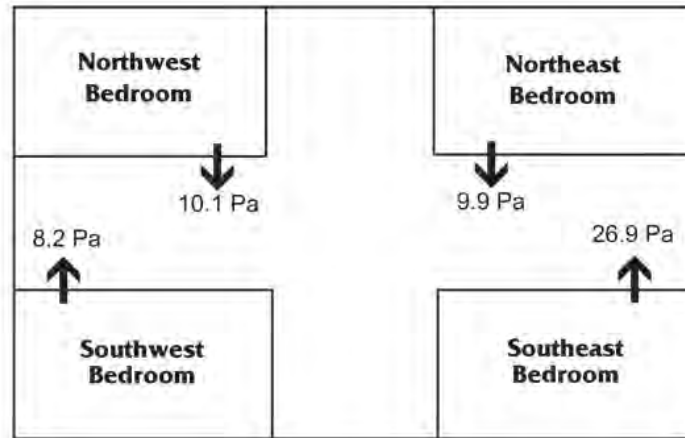 Northwest
Bedroom
Northeast
Bedroom
10.1 Pa
9.9 Pa
8.2 Pa
26.9 Pa
Southwest
Bedroom
Southeast
Bedroom